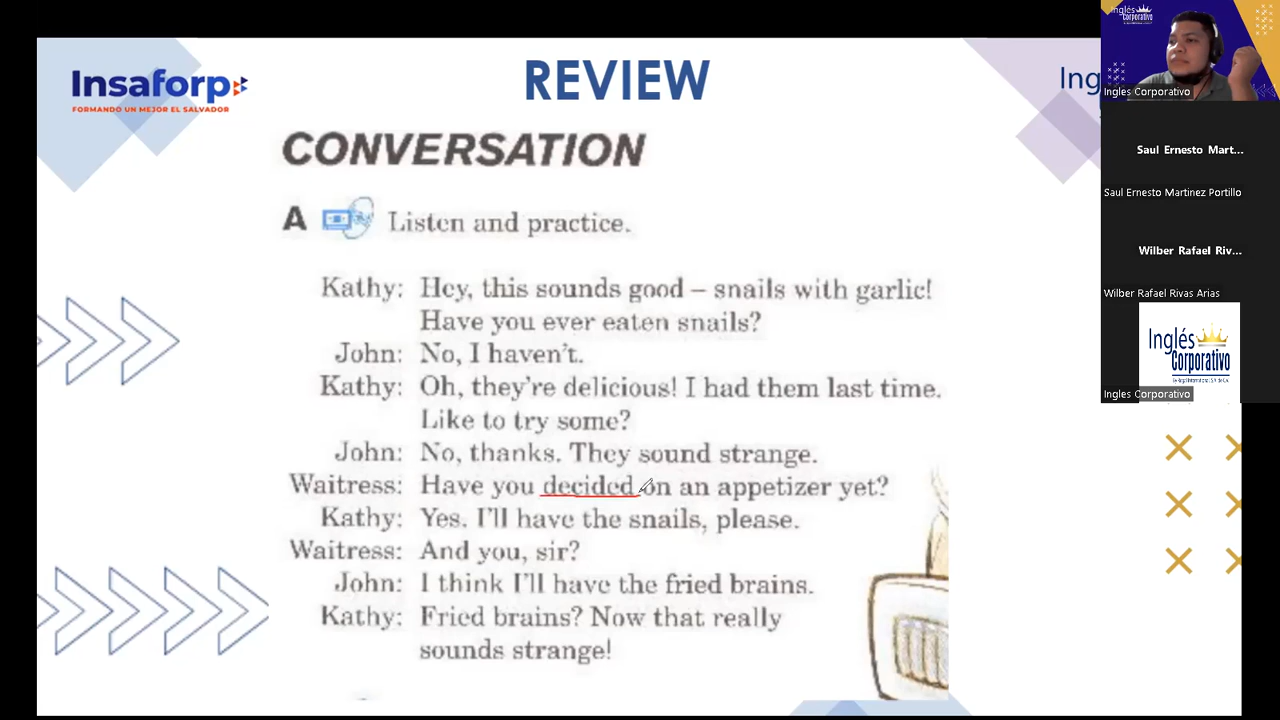 Insaforp
FORMANDO UN MEJOR EL SALVADOR
REVIEW
Ing
CONVERSATION
A Listen and practice.
Kathy: Hey, this sounds good – snails with garlic!
Have you ever eaten snails?
John: No, I haven't.
Kathy: Oh, they're delicious! I had them last time.
Like to try some?
John: No, thanks. They sound strange.
Waitress: Have you decided on an appetizer yet?
Kathy: Yes. I'll have the snails, please.
Waitress: And you, sir?
John: I think I'll have the fried brains.
Kathy: Fried brains? Now that really
sounds strange!
Inglés
Corporativo
Ingles Corporativo
Saul Ernesto Mart...
Saul Ernesto Martinez Portillo
Wilber Rafael Riv...
Wilber Rafael Rivas Arias
Inglés
Corporativo
Ingles Corporativo